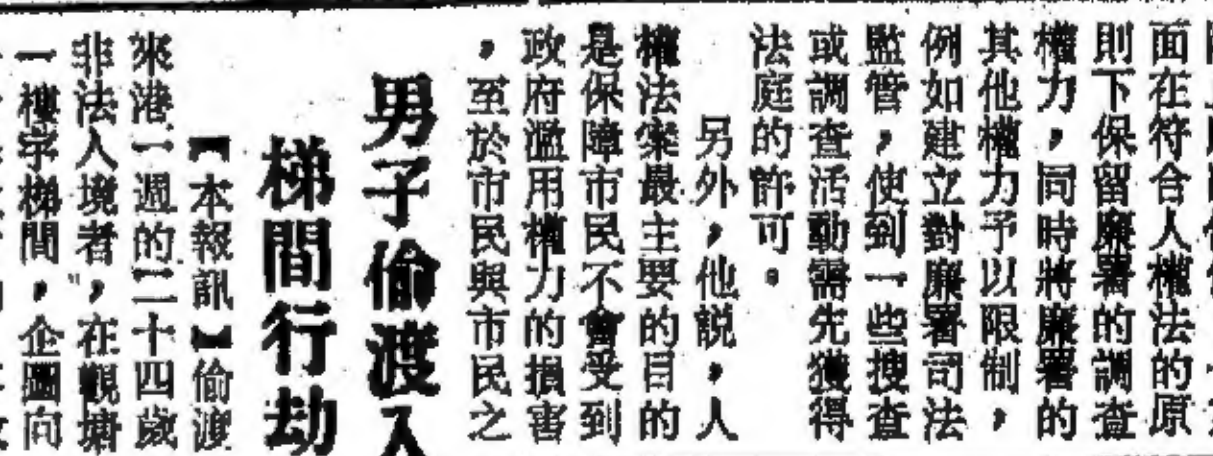 面在符合人權法的原
則下保留廉署的調查
權力，同時將廉署的
其他權力予以限制，
例如建立對廉署司法
監管，使到一些搜查
或調查活動需先獲得
法庭的許可。
另外，他説，人
權法案最主要的目的
是保障市民不會受到
政府濫用權力的損害
，至於市民與市民之
男子偷渡入
梯間行劫
【本報訊】偷渡
來港一週的二十四歲
非法入境者，在觀塘
一樓宇梯間，企圖向